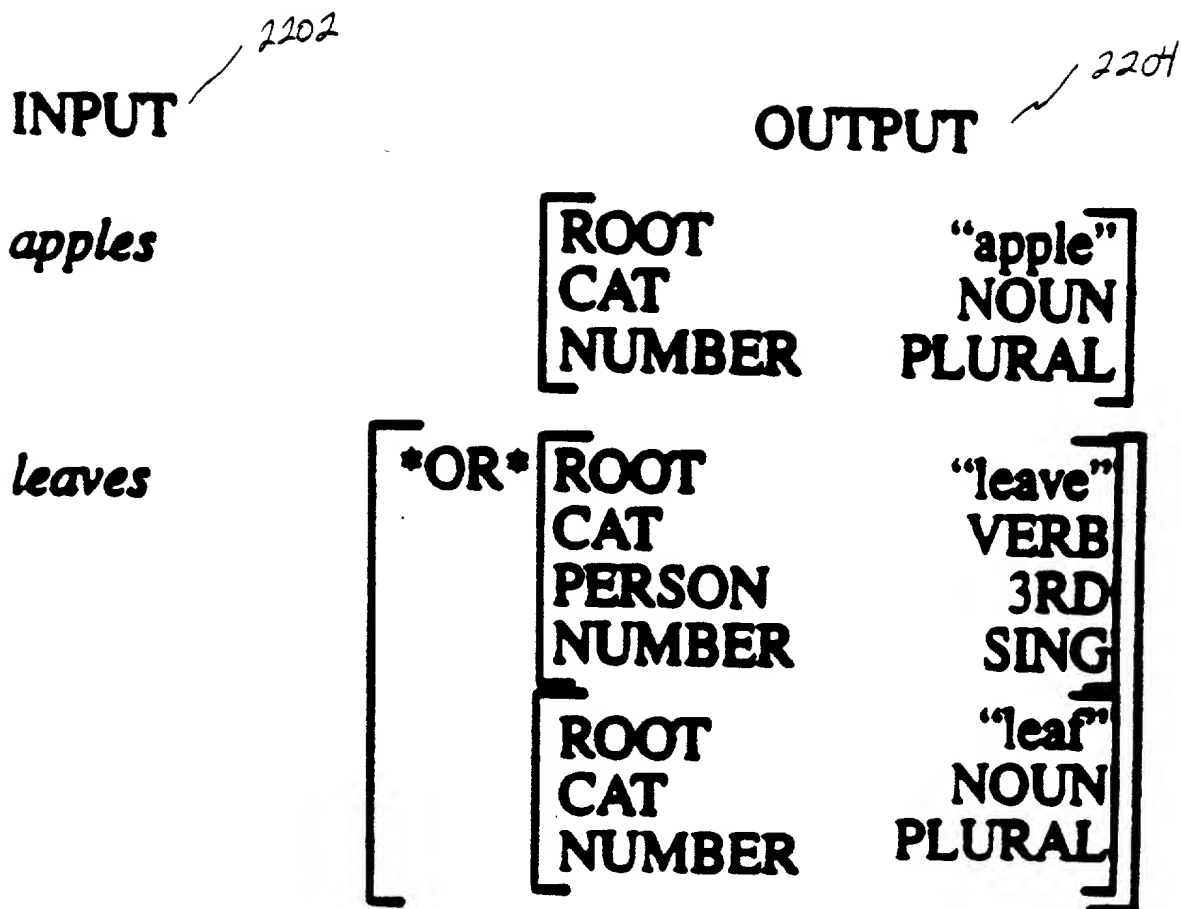 2202
2204
INPUT OUTPUT
apples ROOT “apple”
CAT NOUN
NUMBER PLURAL
leaves *OR* ROOT “leave”
CAT VERB
PERSON 3RD
NUMBER SING
ROOT “leaf”
CAT NOUN
NUMBER PLURAL